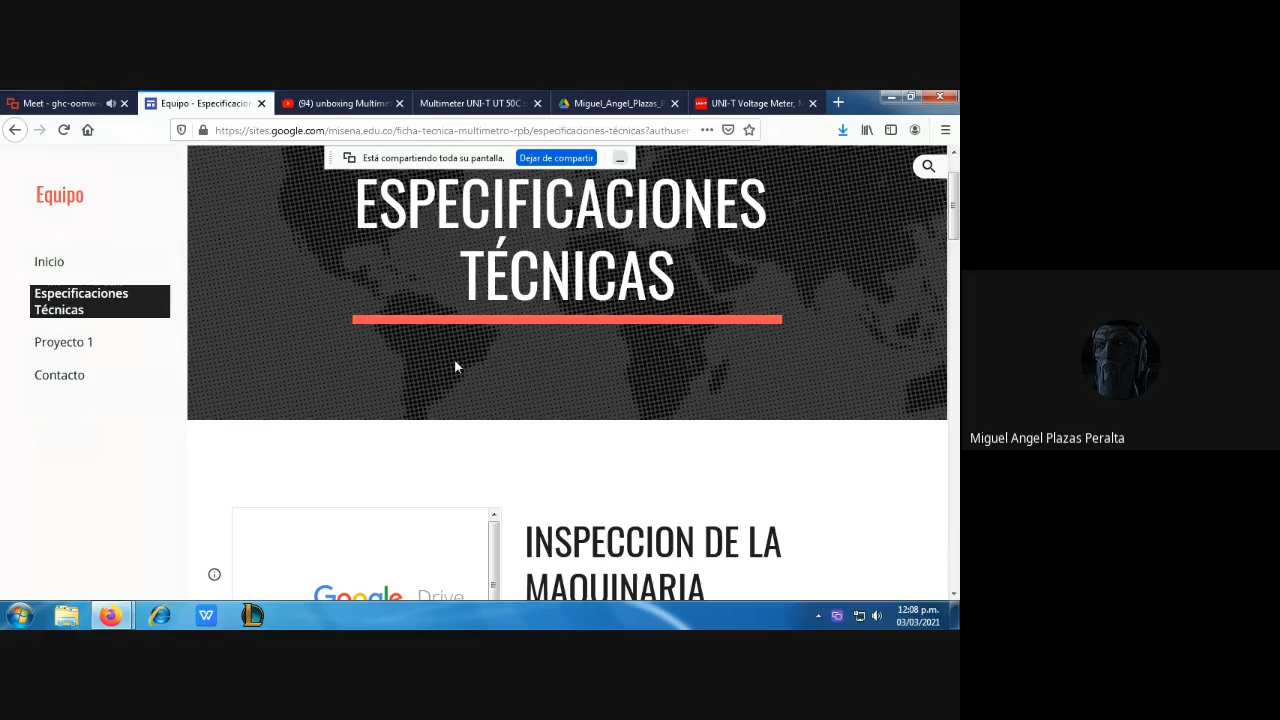 Meet - ghc-oomw-
Equipo - Especificacion
(94) unboxing Multime
Multimeter UNI-T UT 50C
Miguel_Angel_Plazas_P
UNI-T Voltage Meter,
https://sites.google.com/misena.edu.co/ficha-tecnica-multimetro-rpb/especificaciones-técnicas?authuser
Está compartiendo toda su pantalla.
Dejar de compartir
Equipo
Inicio
Especificaciones
Técnicas
Proyecto 1
Contacto
ESPECIFICACIONES
TÉCNICAS
INSPECCION DE LA
MAQUINARIA
Google Drive
Miguel Angel Plazas Peralta
12:08 p.m.
03/03/2021